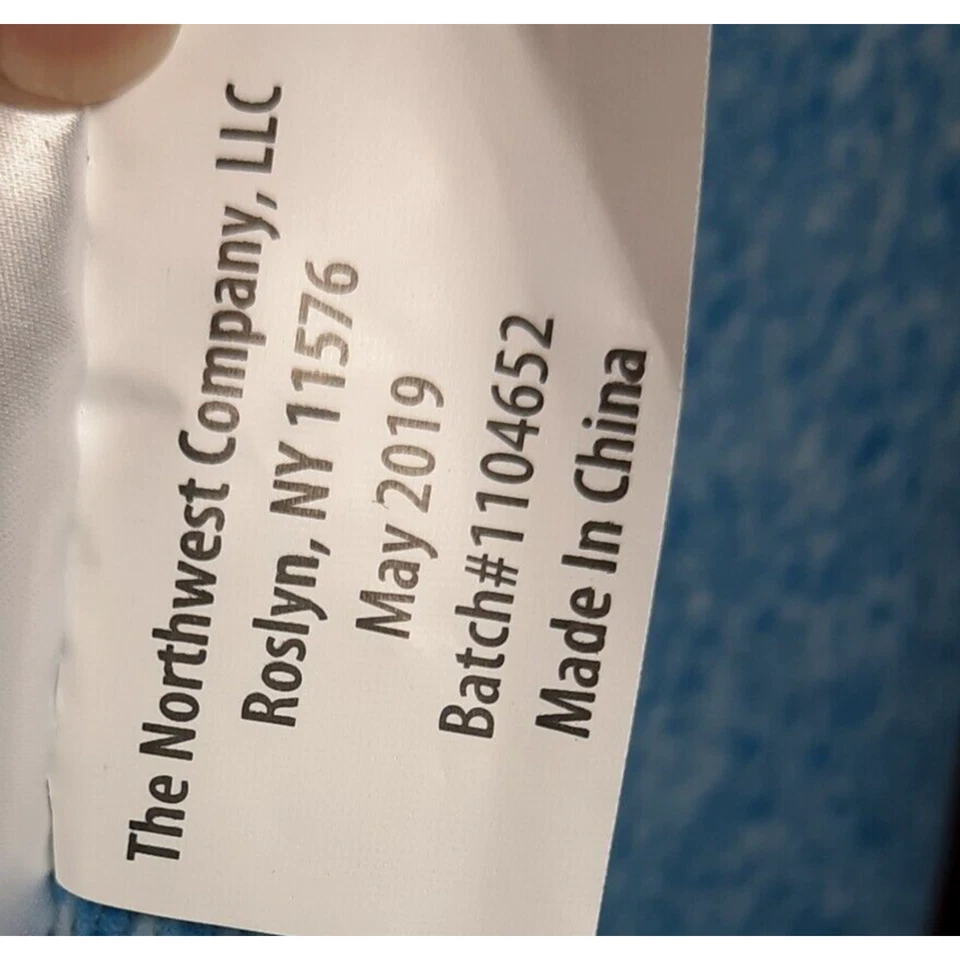 The Northwest Company, LLC
Roslyn, NY 11576
May 2019
Batch#1104652
Made In China